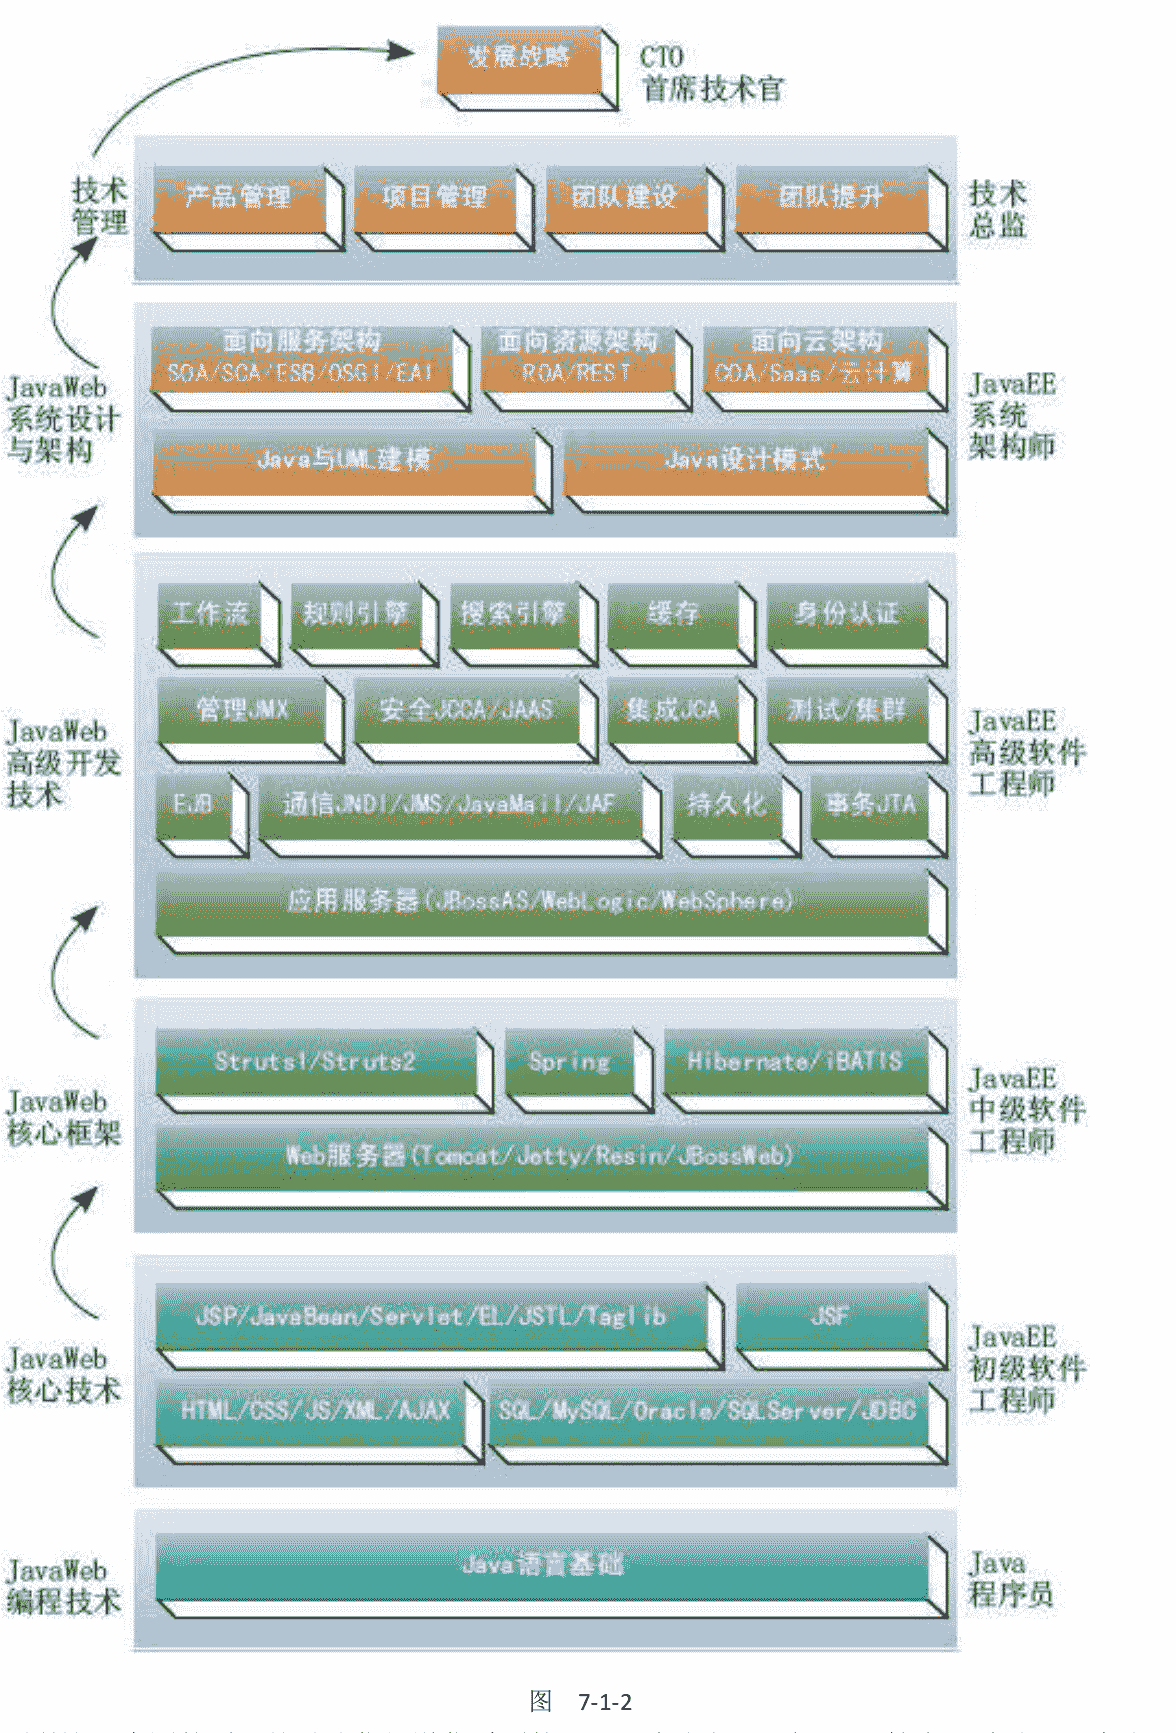 发展战略
CTO
首席技术官
技术
管理
产品管理
项目管理
团队建设
团队提升
技术
总监
JavaWeb
系统设计
与架构
面向服务架构
SOA/SCA/ESB/OSGI/EAI
面向资源架构
ROA/REST
面向云架构
COA/Saas/云计算
Java与UML建模
Java设计模式
JavaEE
系统
架构师
JavaWeb
高级开发
技术
工作流
规则引擎
搜索引擎
缓存
身份认证
管理JMX
安全JCCA/JAAS
集成JCA
测试/集群
EJB
通信JNDI/JMS/JavaMail/JAF
持久化
事务JTA
应用服务器(JBossAS/WebLogic/WebSphere)
JavaEE
高级软件
工程师
JavaWeb
核心框架
Struts1/Struts2
Spring
Hibernate/iBATIS
Web服务器(Tomcat/Jetty/Resin/JBossWeb)
JavaEE
中级软件
工程师
JavaWeb
核心技术
JSP/JavaBean/Servlet/EL/JSTL/Taglib
JSF
HTML/CSS/JS/XML/AJAX
SQL/MySQL/Oracle/SQLServer/JDBC
JavaEE
初级软件
工程师
JavaWeb
编程技术
Java语言基础
Java
程序员
图 7-1-2